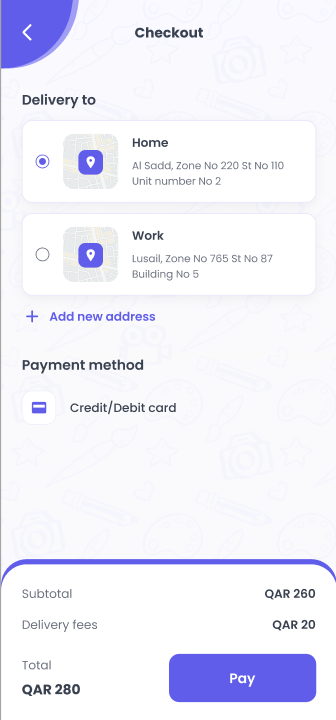 Checkout
Delivery to
Home
Al Sadd, Zone No 220 St No 110
Unit number No 2
Work
Lusail, Zone No 765 St No 87
Building No 5
Add new address
Payment method
Credit/Debit card
Subtotal QAR 260
Delivery fees QAR 20
Total
QAR 280
Pay